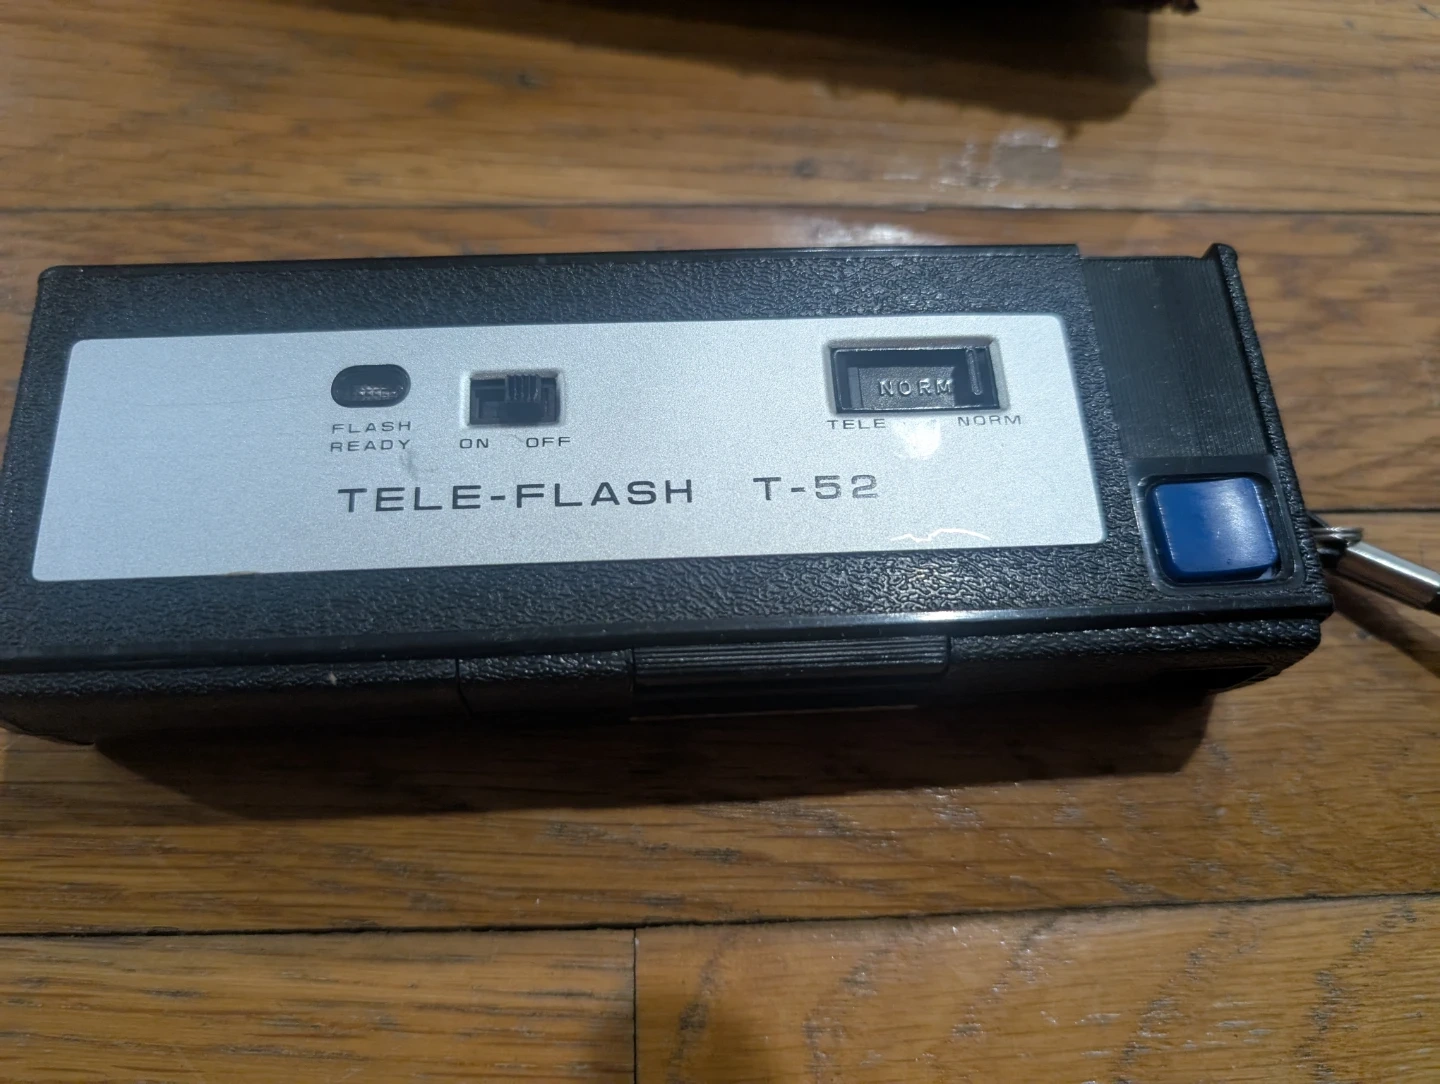 NORM
TELE NORM
FLASH
READY
ON OFF
TELE-FLASH T-52